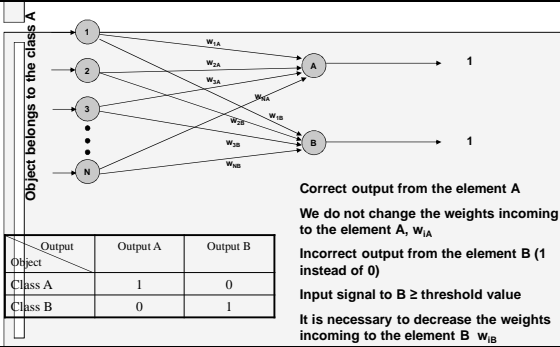 Object belongs to the class A
1
2
3
N
w1A
w2A
w3A
wNA
w1B
w2B
w3B
wNB
A
B
1
1
Correct output from the element A
We do not change the weights incoming
to the element A, wiA
Incorrect output from the element B (1
instead of 0)
Input signal to B ≥ threshold value
It is necessary to decrease the weights
incoming to the element B wiB
Output Output A Output B
Object
Class A 1 0
Class B 0 1